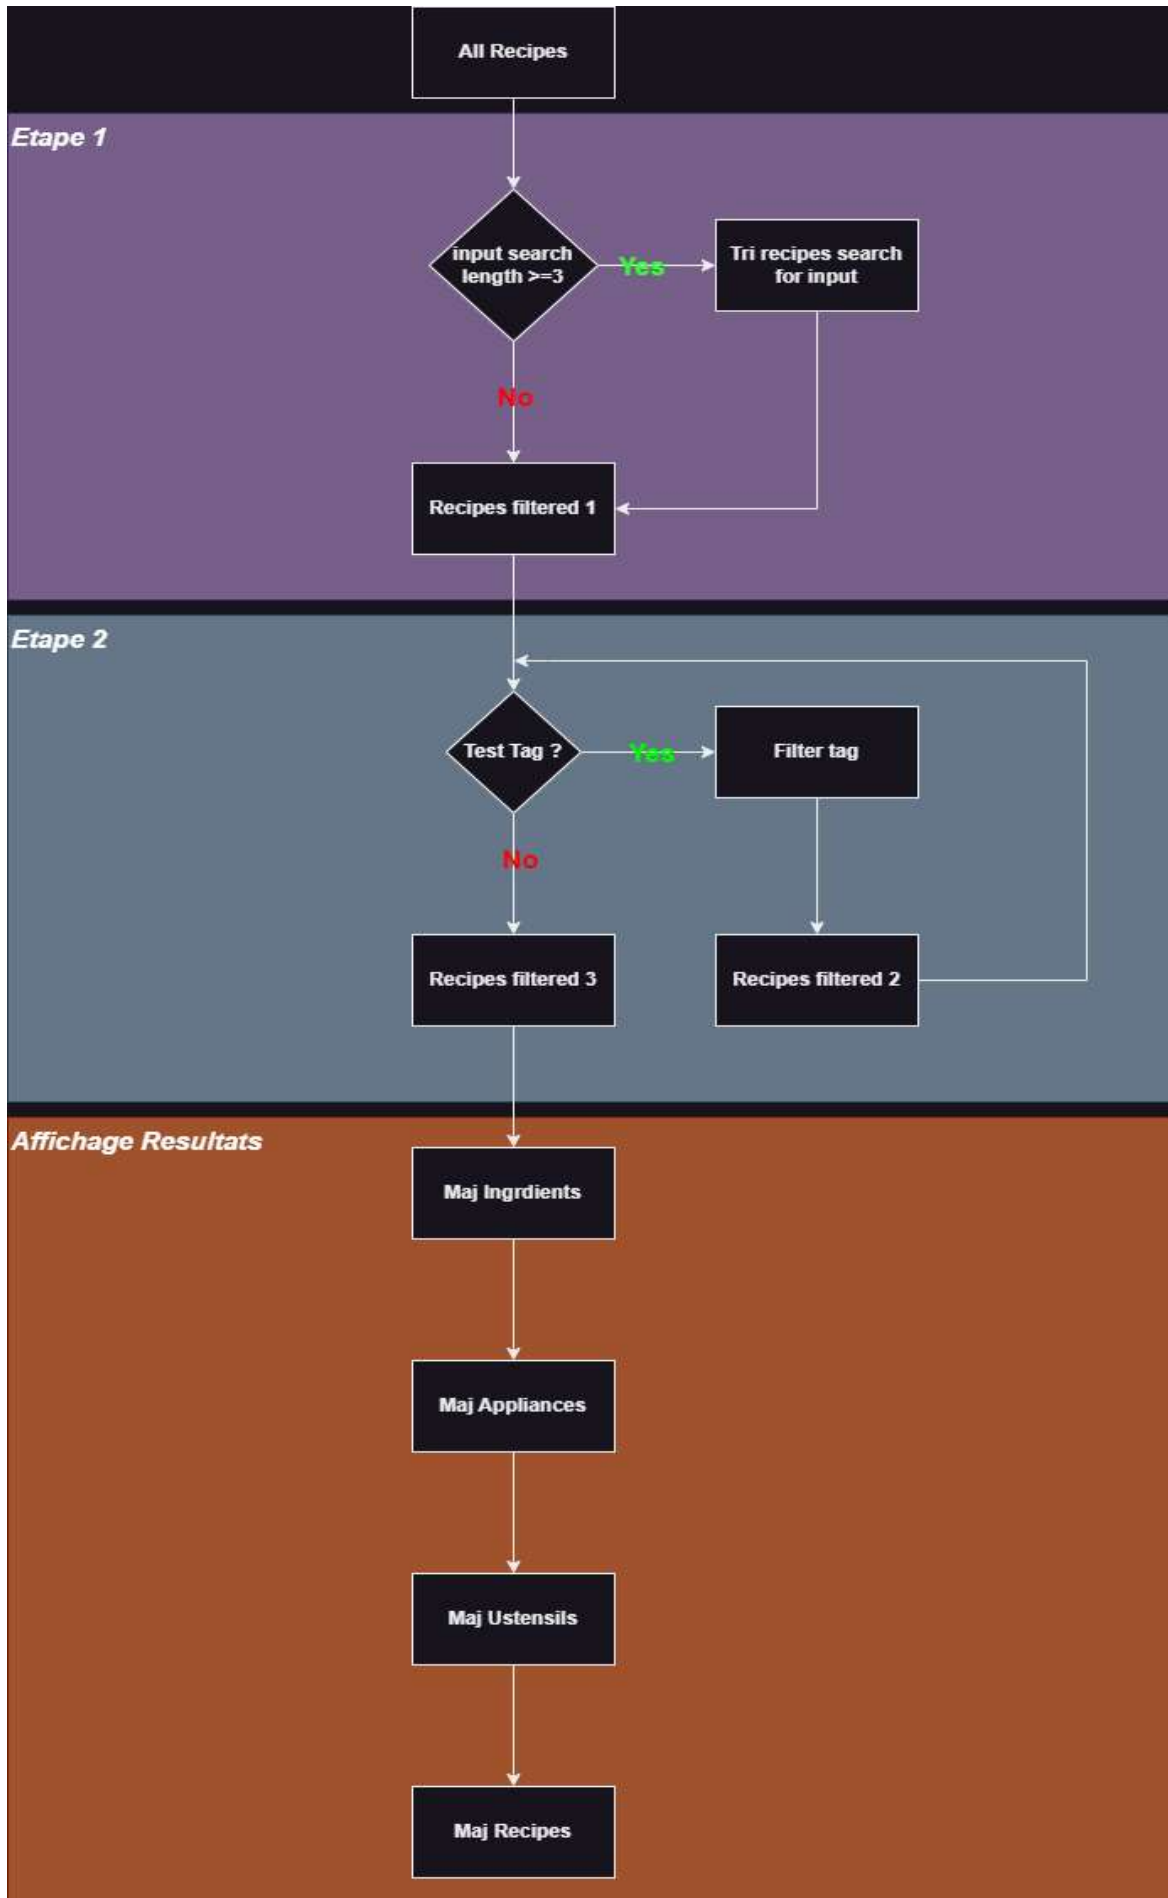 All Recipes
Etape 1
input search
length >=3
Yes
Tri recipes search
for input
No
Recipes filtered 1
Etape 2
Test Tag ?
Yes
Filter tag
No
Recipes filtered 3
Recipes filtered 2
Affichage Resultats
Maj Ingrdients
Maj Appliances
Maj Ustensils
Maj Recipes